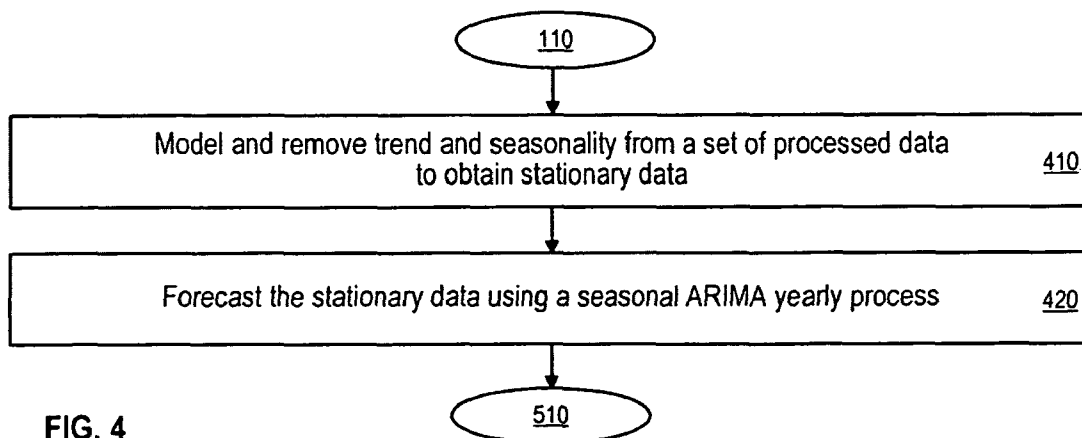 110
Model and remove trend and seasonality from a set of processed data
to obtain stationary data
410
Forecast the stationary data using a seasonal ARIMA yearly process
420
510
FIG. 4